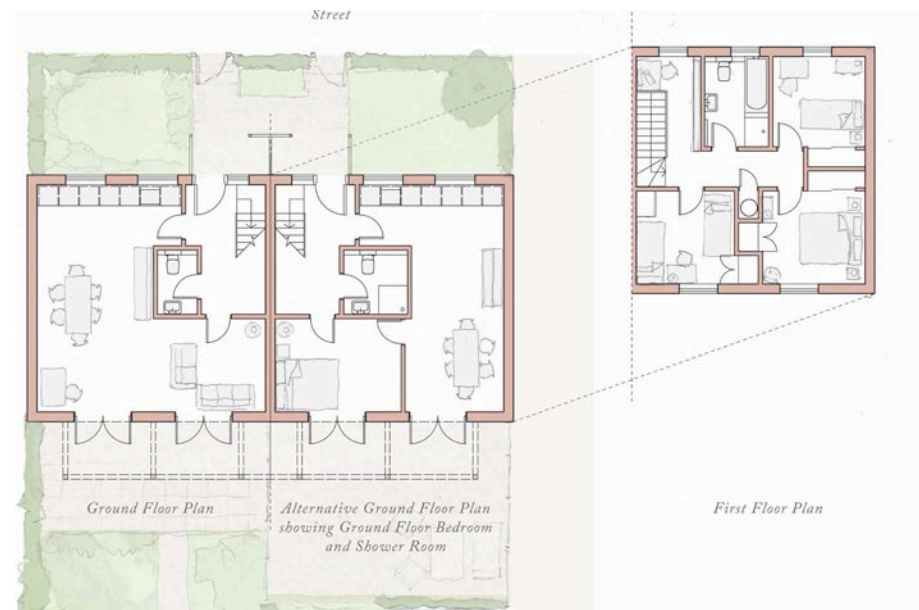 Street
Ground Floor Plan
Alternative Ground Floor Plan
showing Ground Floor Bedroom
and Shower Room
First Floor Plan